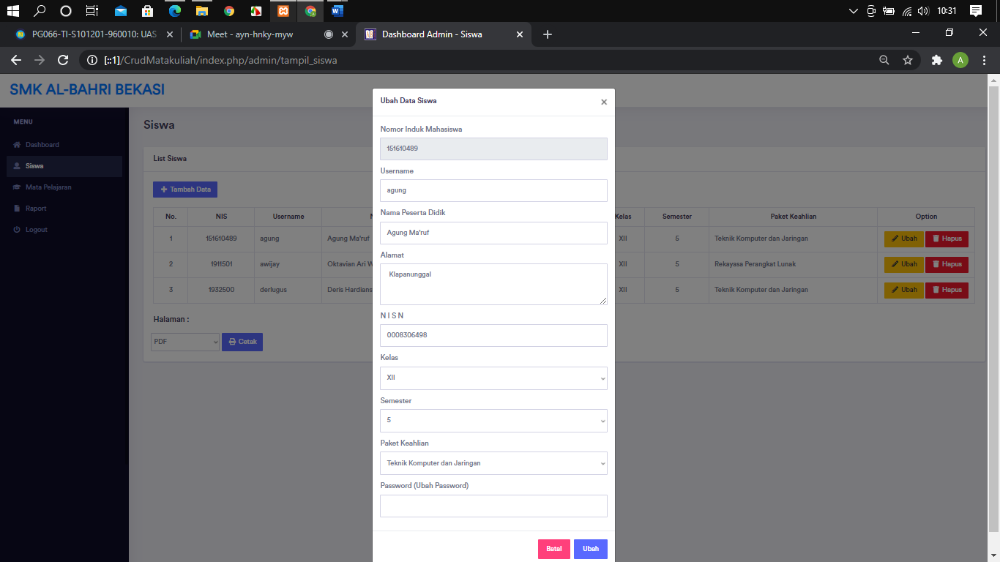 10:31
PG066-TI-S101201-960010: UAS
Meet - ayn-hnky-myw
Dashboard Admin - Siswa
[::1]/CrudMatakuliah/index.php/admin/tampil_siswa
A
SMK AL-BAHRI BEKASI
MENU
Dashboard
Siswa
Mata Pelajaran
Raport
Logout
Siswa
List Siswa
Tambah Data
No. NIS Username N Kelas Semester Paket Keahlian Option
1 151610489 agung Agung Ma'ruf XII 5 Teknik Komputer dan Jaringan Ubah Hapus
2 1911501 awijay Oktavian Ari W XII 5 Rekayasa Perangkat Lunak Ubah Hapus
3 1932500 derlugus Deris Hardians XII 5 Teknik Komputer dan Jaringan Ubah Hapus
Halaman :
PDF Cetak
Ubah Data Siswa
×
Nomor Induk Mahasiswa
151610489
Username
agung
Nama Peserta Didik
Agung Ma'ruf
Alamat
Klapanunggal
N I S N
0008306498
Kelas
XII
Semester
5
Paket Keahlian
Teknik Komputer dan Jaringan
Password (Ubah Password)
Batal Ubah